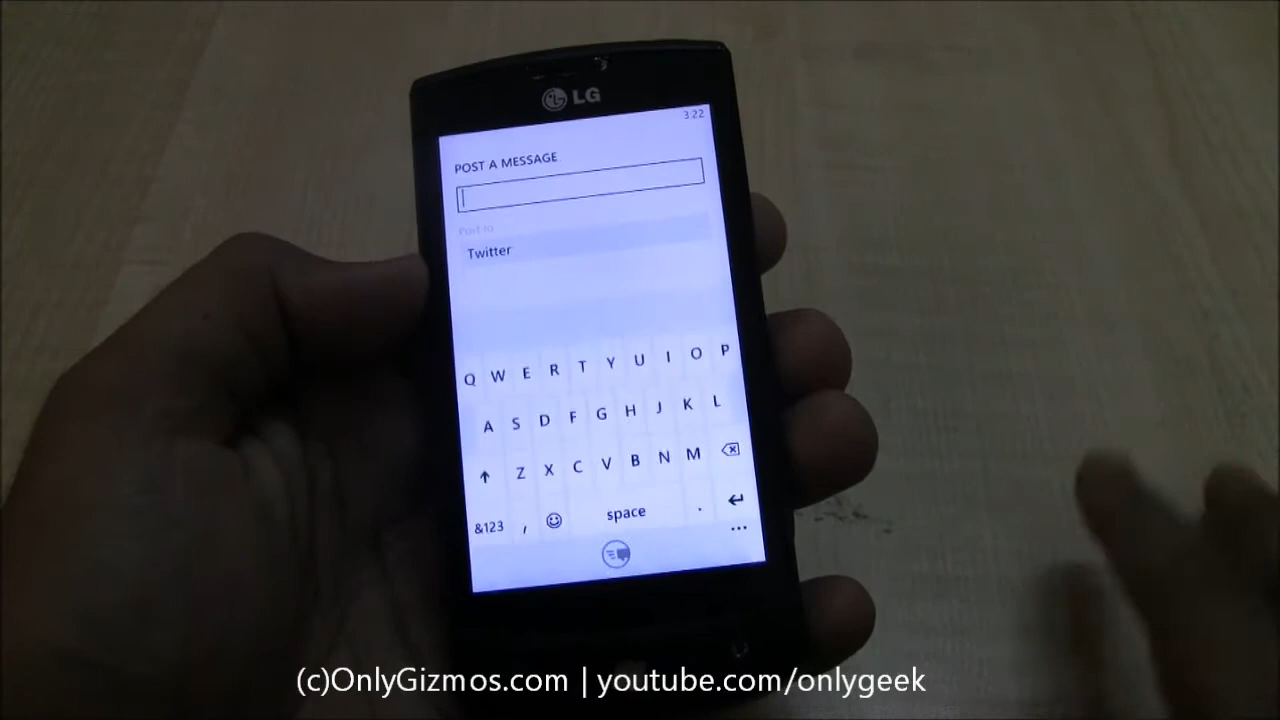 LG
3:22
POST A MESSAGE
Post to
Twitter
Q W E R T Y U I O P
A S D F G H J K L
Z X C V B N M
&123 , space .
(c)OnlyGizmos.com | youtube.com/onlygeek